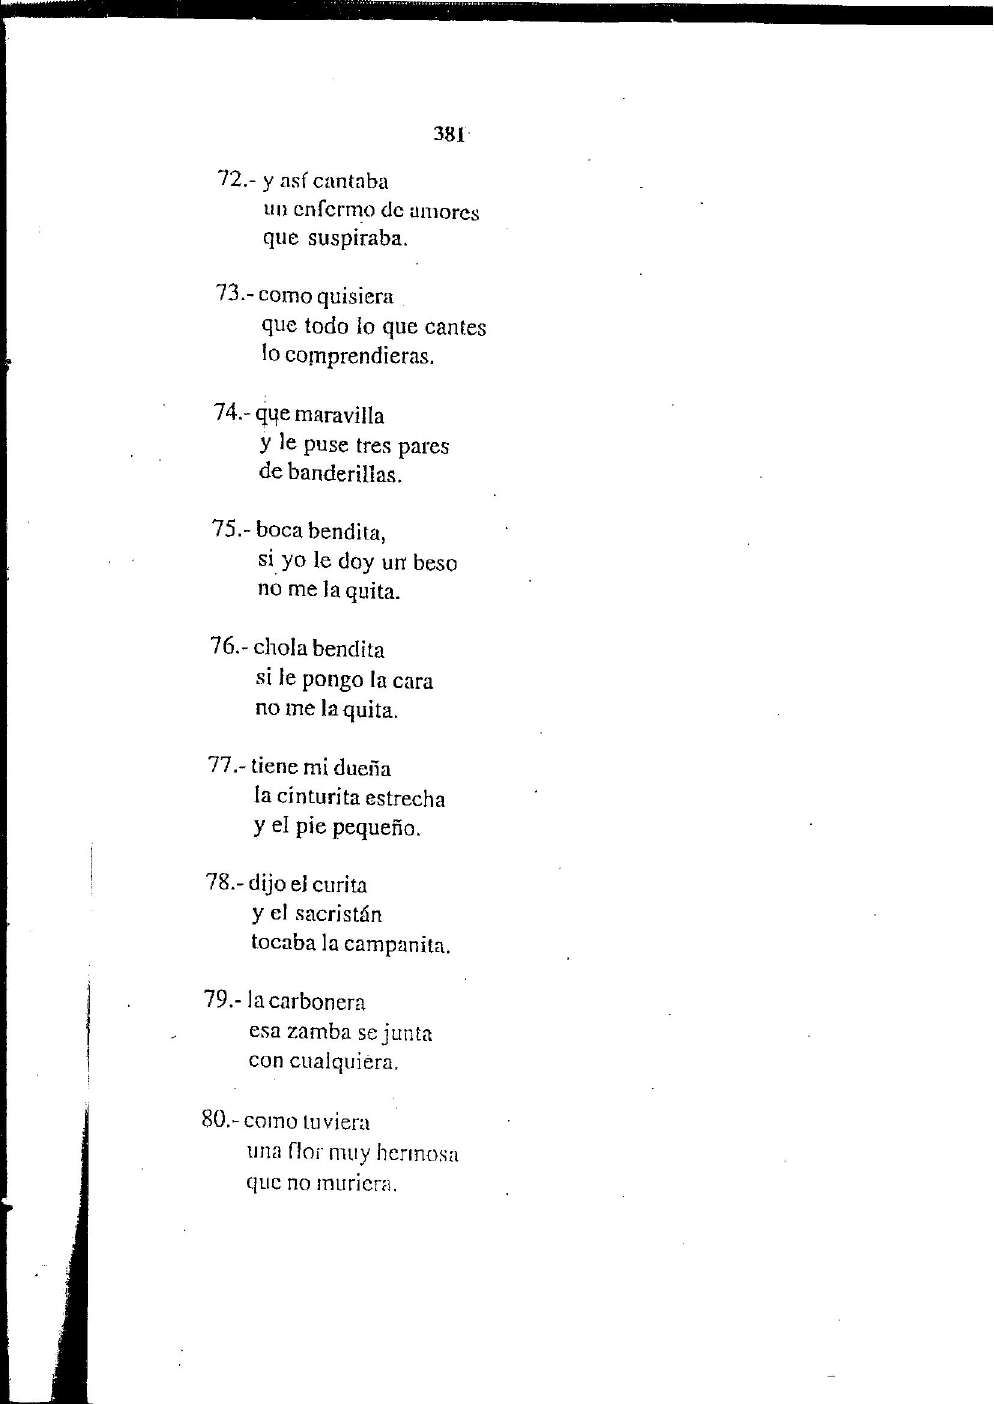 381
72.- y así cantaba
un enfermo de amores
que suspiraba.
73.- como quisiera
que todo lo que cantes
lo comprendieras.
74.- que maravilla
y le puse tres pares
de banderillas.
75.- boca bendita,
si yo le doy un beso
no me la quita.
76.- chola bendita
si le pongo la cara
no me la quita.
77.- tiene mi dueña
la cinturita estrecha
y el pie pequeño.
78.- dijo el curita
y el sacristán
tocaba la campanita.
79.- la carbonera
esa zamba se junta
con cualquiera.
80.- como tuviera
una flor muy hermosa
que no muriera.